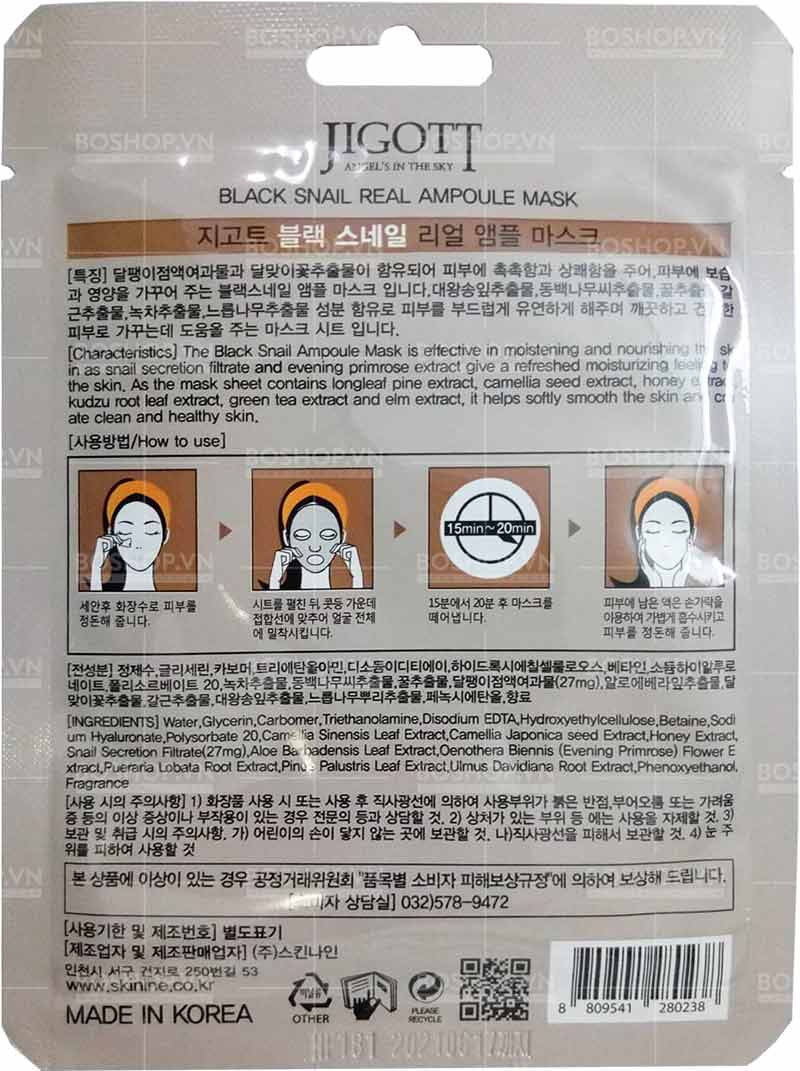 JIGOTT
ANGEL'S IN THE SKY
BLACK SNAIL REAL AMPOULE MASK
지고트 블랙 스네일 리얼 앰플 마스크
[특징] 달팽이점액여과물과 달맞이꽃추출물이 함유되어 피부에 촉촉함과 상쾌함을 주어,피부에 보습
과 영양을 가꾸어 주는 블랙스네일 앰플 마스크 입니다.대왕송잎추출물,동백나무씨추출물,꿀추출물,갈
근추출물,녹차추출물,느릅나무추출물 성분 함유로 피부를 부드럽게 유연하게 해주며 깨끗하고
피부로 가꾸는데 도움을 주는 마스크 시트 입니다.
[Characteristics] The Black Snail Ampoule Mask is effective in moistening and nourishing the sk
in as snail secretion filtrate and evening primrose extract give a refreshed moisturizing feeling to
the skin. As the mask sheet contains longleaf pine extract, camellia seed extract, honey extract,
kudzu root leaf extract, green tea extract and elm extract, it helps softly smooth the skin and cre
ate clean and healthy skin.
[사용방법/How to use]
15min~20min
세안후 화장수로 피부를
정돈해 줍니다.
시트를 펼친 뒤, 콧등 가운데
접합선에 맞추어 얼굴 전체
에 밀착시킵니다.
15분에서 20분 후 마스크를
떼어냅니다.
피부에 남은 액은 손가락을
이용하여 가볍게 흡수시키고
피부를 정돈해 줍니다.
[전성분] 정제수,글리세린,카보머,트리에탄올아민,디소듐이디티에이,하이드록시에칠셀룰로오스,베타인,소듐하이알루로
네이트,폴리소르베이트 20,녹차추출물,동백나무씨추출물,꿀추출물,달팽이점액여과물(27mg),알로에베라잎추출물,달
맞이꽃추출물,갈근추출물,대왕송잎추출물,느릅나무뿌리추출물,페녹시에탄올,향료
[INGREDIENTS] Water,Glycerin,Carbomer,Triethanolamine,Disodium EDTA,Hydroxyethylcellulose,Betaine,Sodi
um Hyaluronate,Polysorbate 20,Camellia Sinensis Leaf Extract,Camellia Japonica seed Extract,Honey Extract,
Snail Secretion Filtrate(27mg),Aloe Barbadensis Leaf Extract,Oenothera Biennis (Evening Primrose) Flower E
xtract,Pueraria Lobata Root Extract,Pinus Palustris Leaf Extract,Ulmus Davidiana Root Extract,Phenoxyethanol,
Fragrance
[사용 시의 주의사항] 1) 화장품 사용 시 또는 사용 후 직사광선에 의하여 사용부위가 붉은 반점,부어오름 또는 가려움
증 등의 이상 증상이나 부작용이 있는 경우 전문의 등과 상담할 것. 2) 상처가 있는 부위 등 에는 사용을 자제할 것. 3)
보관 및 취급 시의 주의사항. 가) 어린이의 손이 닿지 않는 곳에 보관할 것. 나)직사광선을 피해서 보관할 것. 4) 눈 주
위를 피하여 사용할 것
본 상품에 이상이 있는 경우 공정거래위원회 "품목별 소비자 피해보상규정"에 의하여 보상해 드립니다.
상담실] 032)578-9472
[사용기한 및 제조번호] 별도표기
[제조업자 및 제조판매업자] (주)스킨나인
인천시 서구 건지로 250번길 53
www.skinine.co.kr
MADE IN KOREA
OTHER
PLEASE
RECYCLE
8 809541 280238
BOSHOP.VN